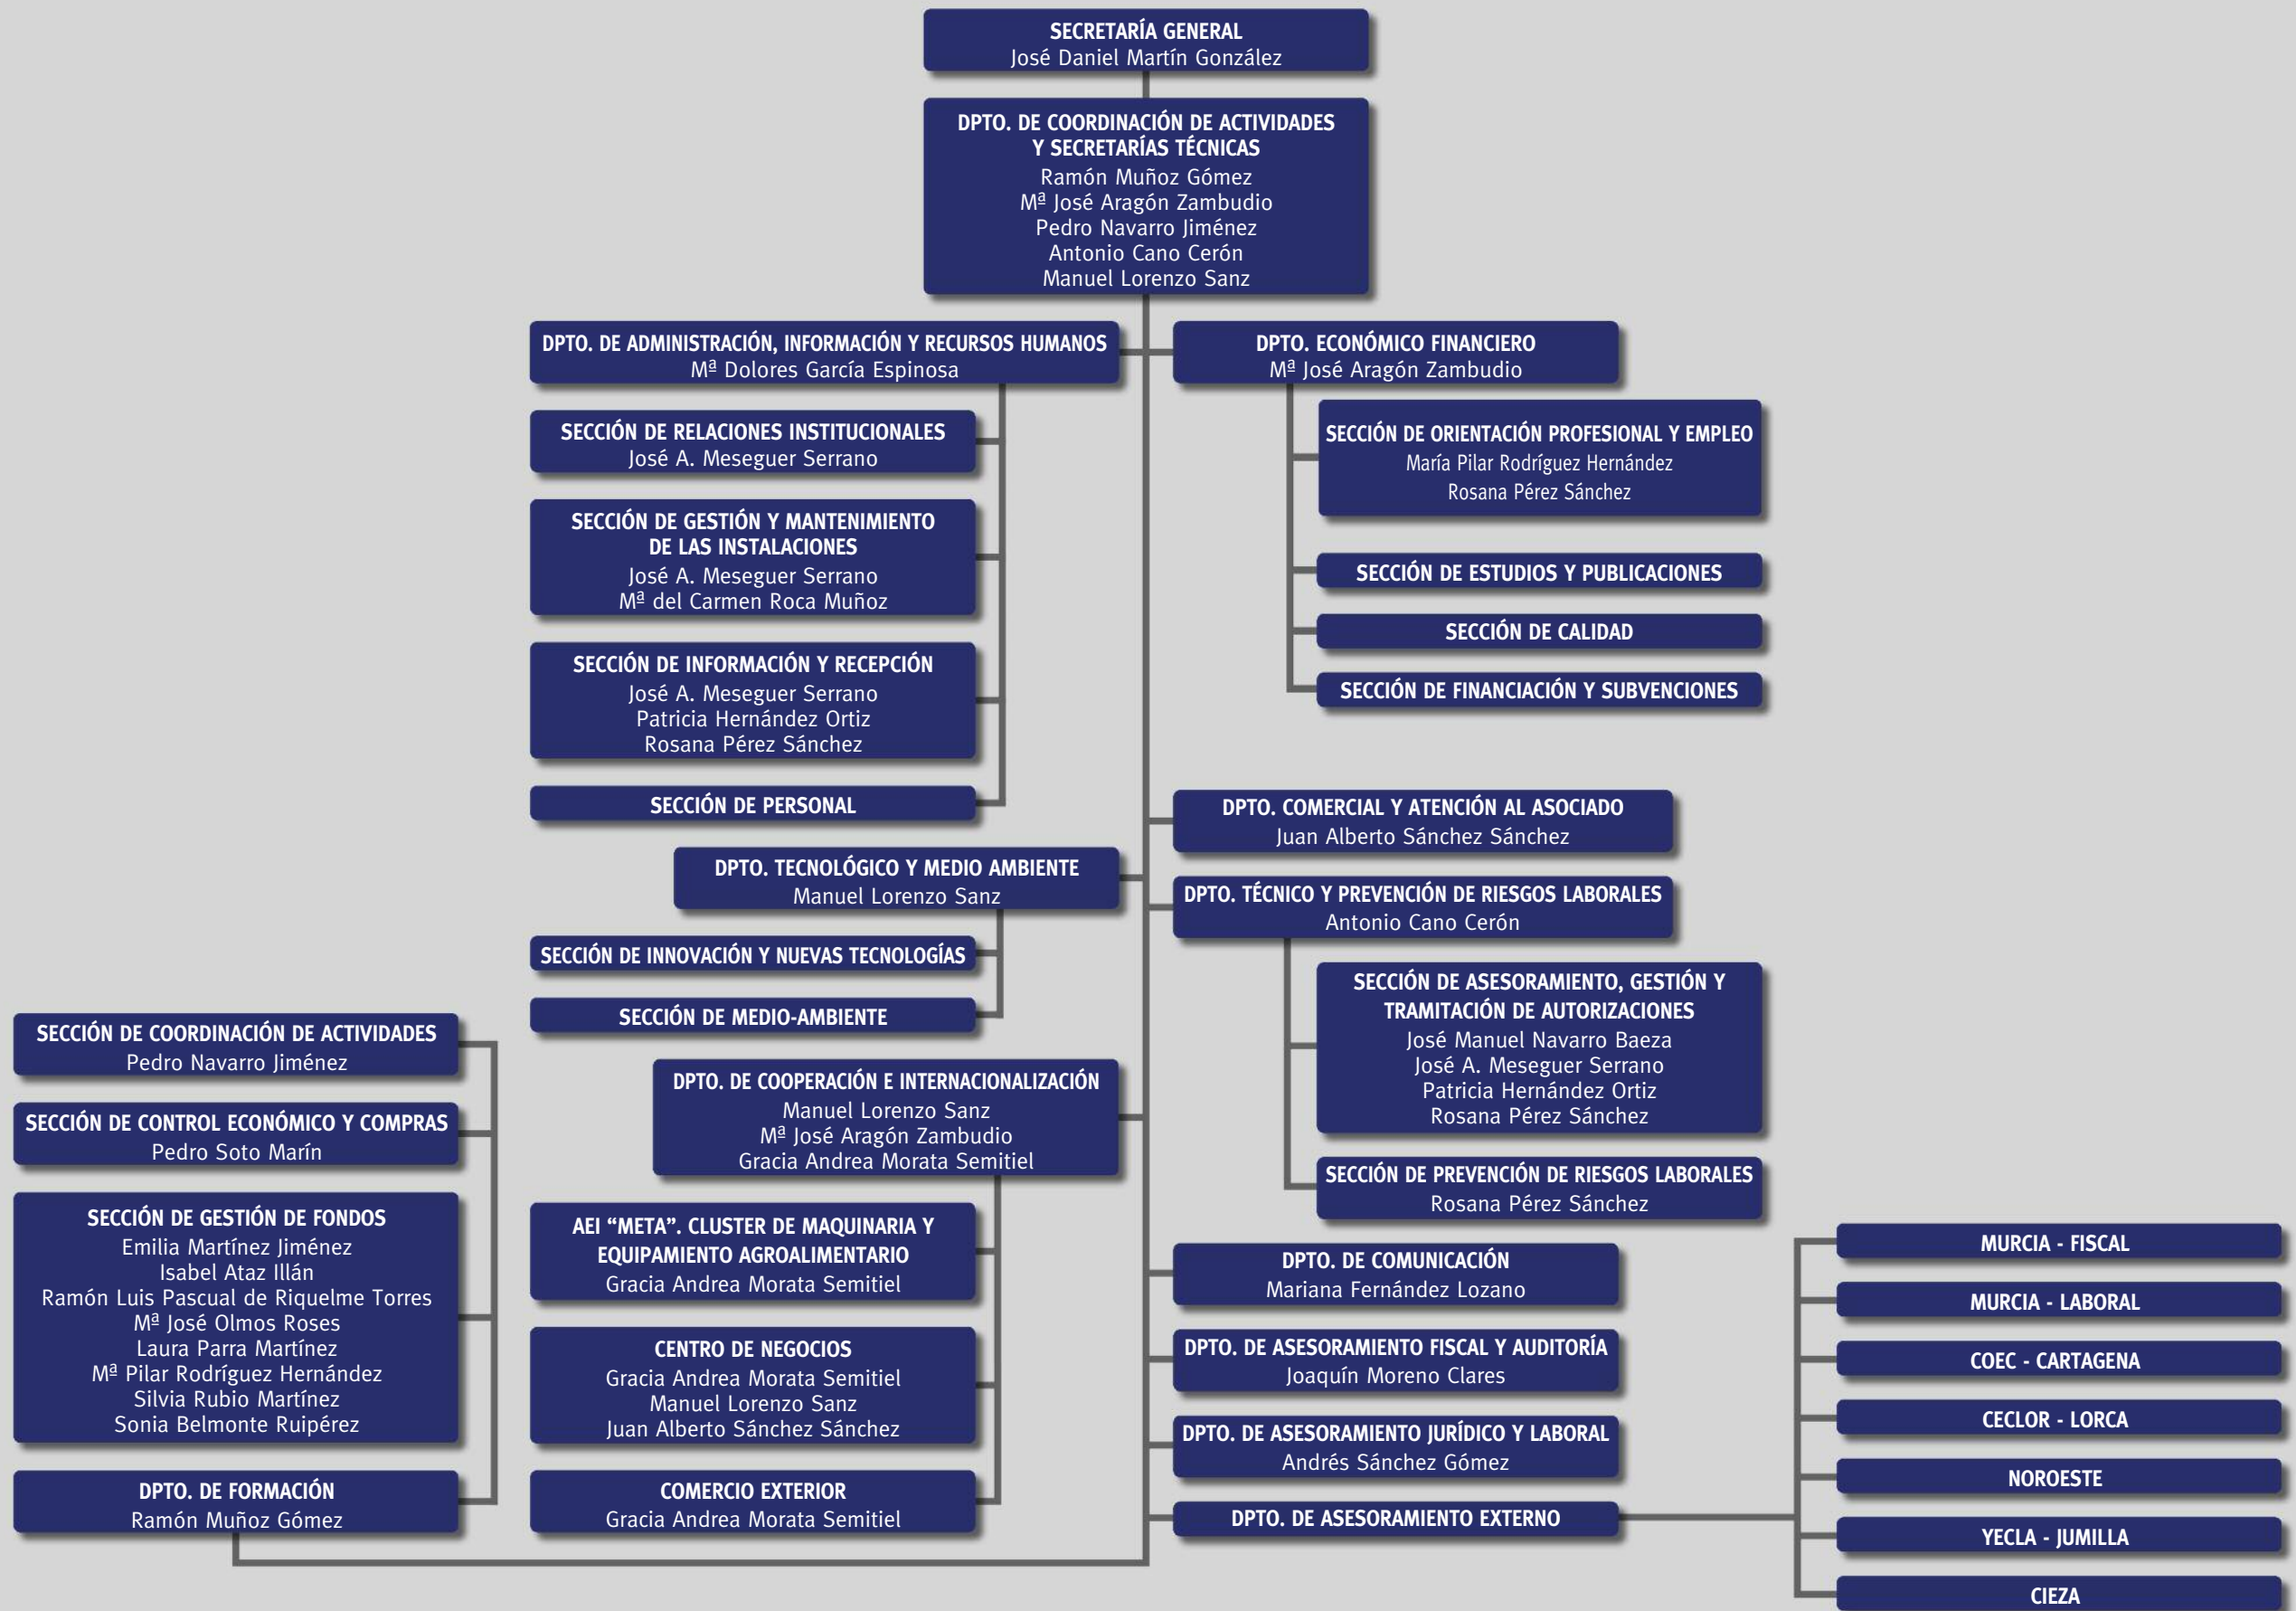 SECRETARÍA GENERAL
José Daniel Martín González
DPTO. DE COORDINACIÓN DE ACTIVIDADES
Y SECRETARÍAS TÉCNICAS
Ramón Muñoz Gómez
Mª José Aragón Zambudio
Pedro Navarro Jiménez
Antonio Cano Cerón
Manuel Lorenzo Sanz
DPTO. DE ADMINISTRACIÓN, INFORMACIÓN Y RECURSOS HUMANOS
Mª Dolores García Espinosa
SECCIÓN DE RELACIONES INSTITUCIONALES
José A. Meseguer Serrano
SECCIÓN DE GESTIÓN Y MANTENIMIENTO
DE LAS INSTALACIONES
José A. Meseguer Serrano
Mª del Carmen Roca Muñoz
SECCIÓN DE INFORMACIÓN Y RECEPCIÓN
José A. Meseguer Serrano
Patricia Hernández Ortiz
Rosana Pérez Sánchez
SECCIÓN DE PERSONAL
DPTO. ECONÓMICO FINANCIERO
Mª José Aragón Zambudio
SECCIÓN DE ORIENTACIÓN PROFESIONAL Y EMPLEO
María Pilar Rodríguez Hernández
Rosana Pérez Sánchez
SECCIÓN DE ESTUDIOS Y PUBLICACIONES
SECCIÓN DE CALIDAD
SECCIÓN DE FINANCIACIÓN Y SUBVENCIONES
DPTO. COMERCIAL Y ATENCIÓN AL ASOCIADO
Juan Alberto Sánchez Sánchez
DPTO. TECNOLÓGICO Y MEDIO AMBIENTE
Manuel Lorenzo Sanz
SECCIÓN DE INNOVACIÓN Y NUEVAS TECNOLOGÍAS
SECCIÓN DE MEDIO-AMBIENTE
DPTO. TÉCNICO Y PREVENCIÓN DE RIESGOS LABORALES
Antonio Cano Cerón
SECCIÓN DE ASESORAMIENTO, GESTIÓN Y
TRAMITACIÓN DE AUTORIZACIONES
José Manuel Navarro Baeza
José A. Meseguer Serrano
Patricia Hernández Ortiz
Rosana Pérez Sánchez
SECCIÓN DE PREVENCIÓN DE RIESGOS LABORALES
Rosana Pérez Sánchez
SECCIÓN DE COORDINACIÓN DE ACTIVIDADES
Pedro Navarro Jiménez
SECCIÓN DE CONTROL ECONÓMICO Y COMPRAS
Pedro Soto Marín
SECCIÓN DE GESTIÓN DE FONDOS
Emilia Martínez Jiménez
Isabel Ataz Illán
Ramón Luis Pascual de Riquelme Torres
Mª José Olmos Roses
Laura Parra Martínez
Mª Pilar Rodríguez Hernández
Silvia Rubio Martínez
Sonia Belmonte Ruipérez
DPTO. DE FORMACIÓN
Ramón Muñoz Gómez
DPTO. DE COOPERACIÓN E INTERNACIONALIZACIÓN
Manuel Lorenzo Sanz
Mª José Aragón Zambudio
Gracia Andrea Morata Semitiel
AEI “META”. CLUSTER DE MAQUINARIA Y
EQUIPAMIENTO AGROALIMENTARIO
Gracia Andrea Morata Semitiel
CENTRO DE NEGOCIOS
Gracia Andrea Morata Semitiel
Manuel Lorenzo Sanz
Juan Alberto Sánchez Sánchez
COMERCIO EXTERIOR
Gracia Andrea Morata Semitiel
DPTO. DE COMUNICACIÓN
Mariana Fernández Lozano
DPTO. DE ASESORAMIENTO FISCAL Y AUDITORÍA
Joaquín Moreno Clares
DPTO. DE ASESORAMIENTO JURÍDICO Y LABORAL
Andrés Sánchez Gómez
DPTO. DE ASESORAMIENTO EXTERNO
MURCIA - FISCAL
MURCIA - LABORAL
COEC - CARTAGENA
CECLOR - LORCA
NOROESTE
YECLA - JUMILLA
CIEZA